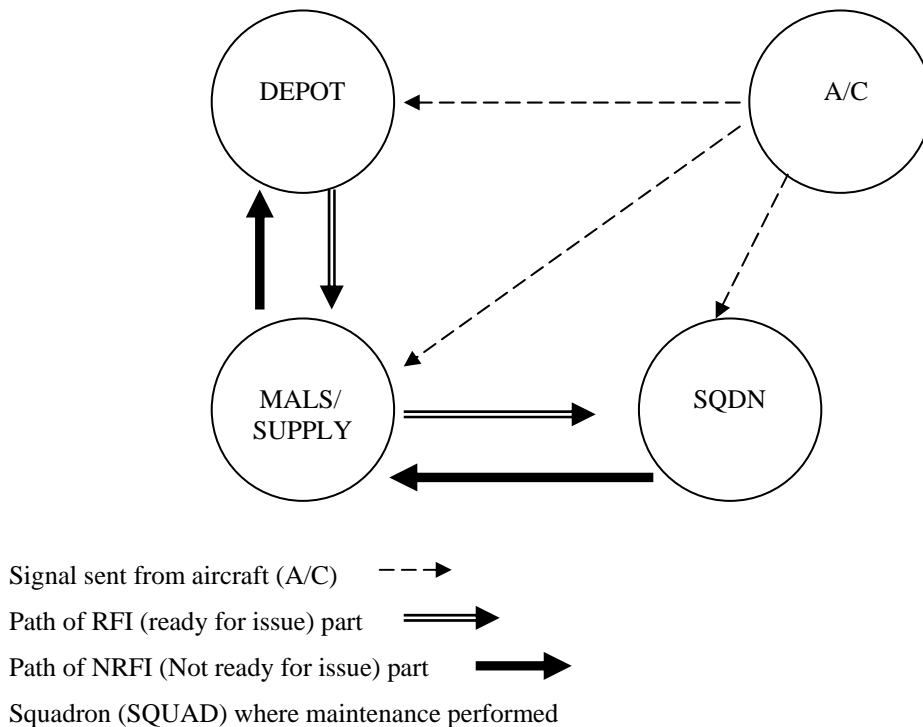 DEPOT
A/C
MALS/
SUPPLY
SQDN
Signal sent from aircraft (A/C)
Path of RFI (ready for issue) part
Path of NRFI (Not ready for issue) part
Squadron (SQUAD) where maintenance performed